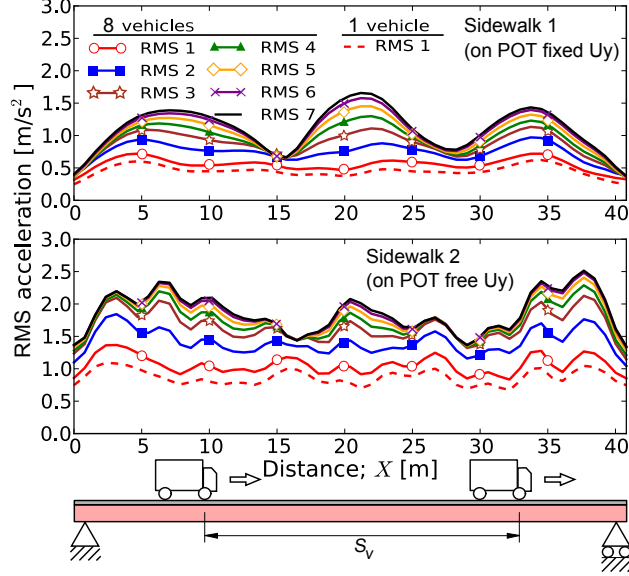 8 vehicles
1 vehicle
Sidewalk 1
(on POT fixed Uy)
RMS 1
RMS 4
RMS 1
RMS 2
RMS 5
RMS 3
RMS 6
RMS 7
3.0
2.5
2.0
1.5
1.0
0.5
0.0
0 5 10 15 20 25 30 35 40
RMS acceleration [m/s²]
Sidewalk 2
(on POT free Uy)
3.0
2.5
2.0
1.5
1.0
0.5
0.0
0 5 10 15 20 25 30 35 40
Distance; X [m]
Sv